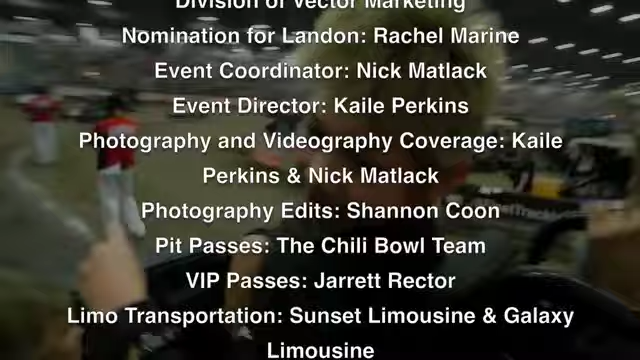 Division of Vector Marketing
Nomination for Landon: Rachel Marine
Event Coordinator: Nick Matlack
Event Director: Kaile Perkins
Photography and Videography Coverage: Kaile
Perkins & Nick Matlack
Photography Edits: Shannon Coon
Pit Passes: The Chili Bowl Team
VIP Passes: Jarrett Rector
Limo Transportation: Sunset Limousine & Galaxy
Limousine